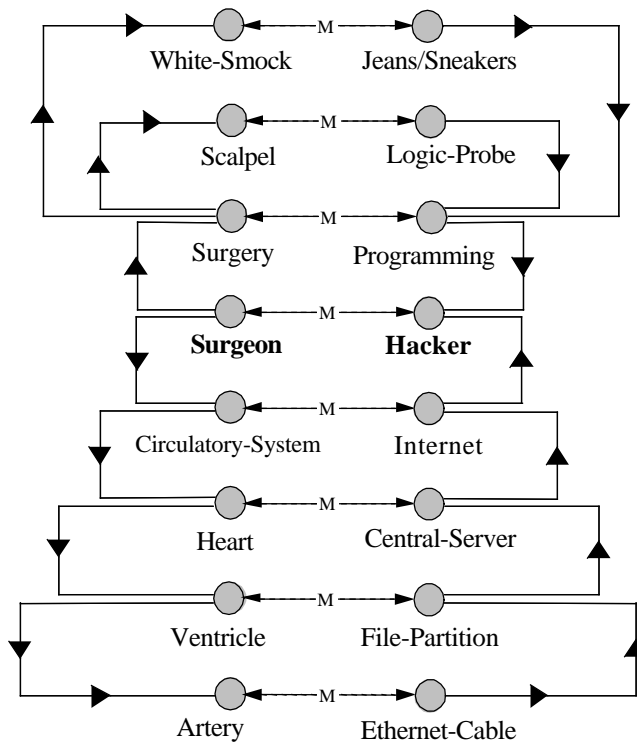 M
White-Smock Jeans/Sneakers
M
Scalpel Logic-Probe
M
Surgery Programming
M
Surgeon Hacker
M
Circulatory-System Internet
M
Heart Central-Server
M
Ventricle File-Partition
M
Artery Ethernet-Cable